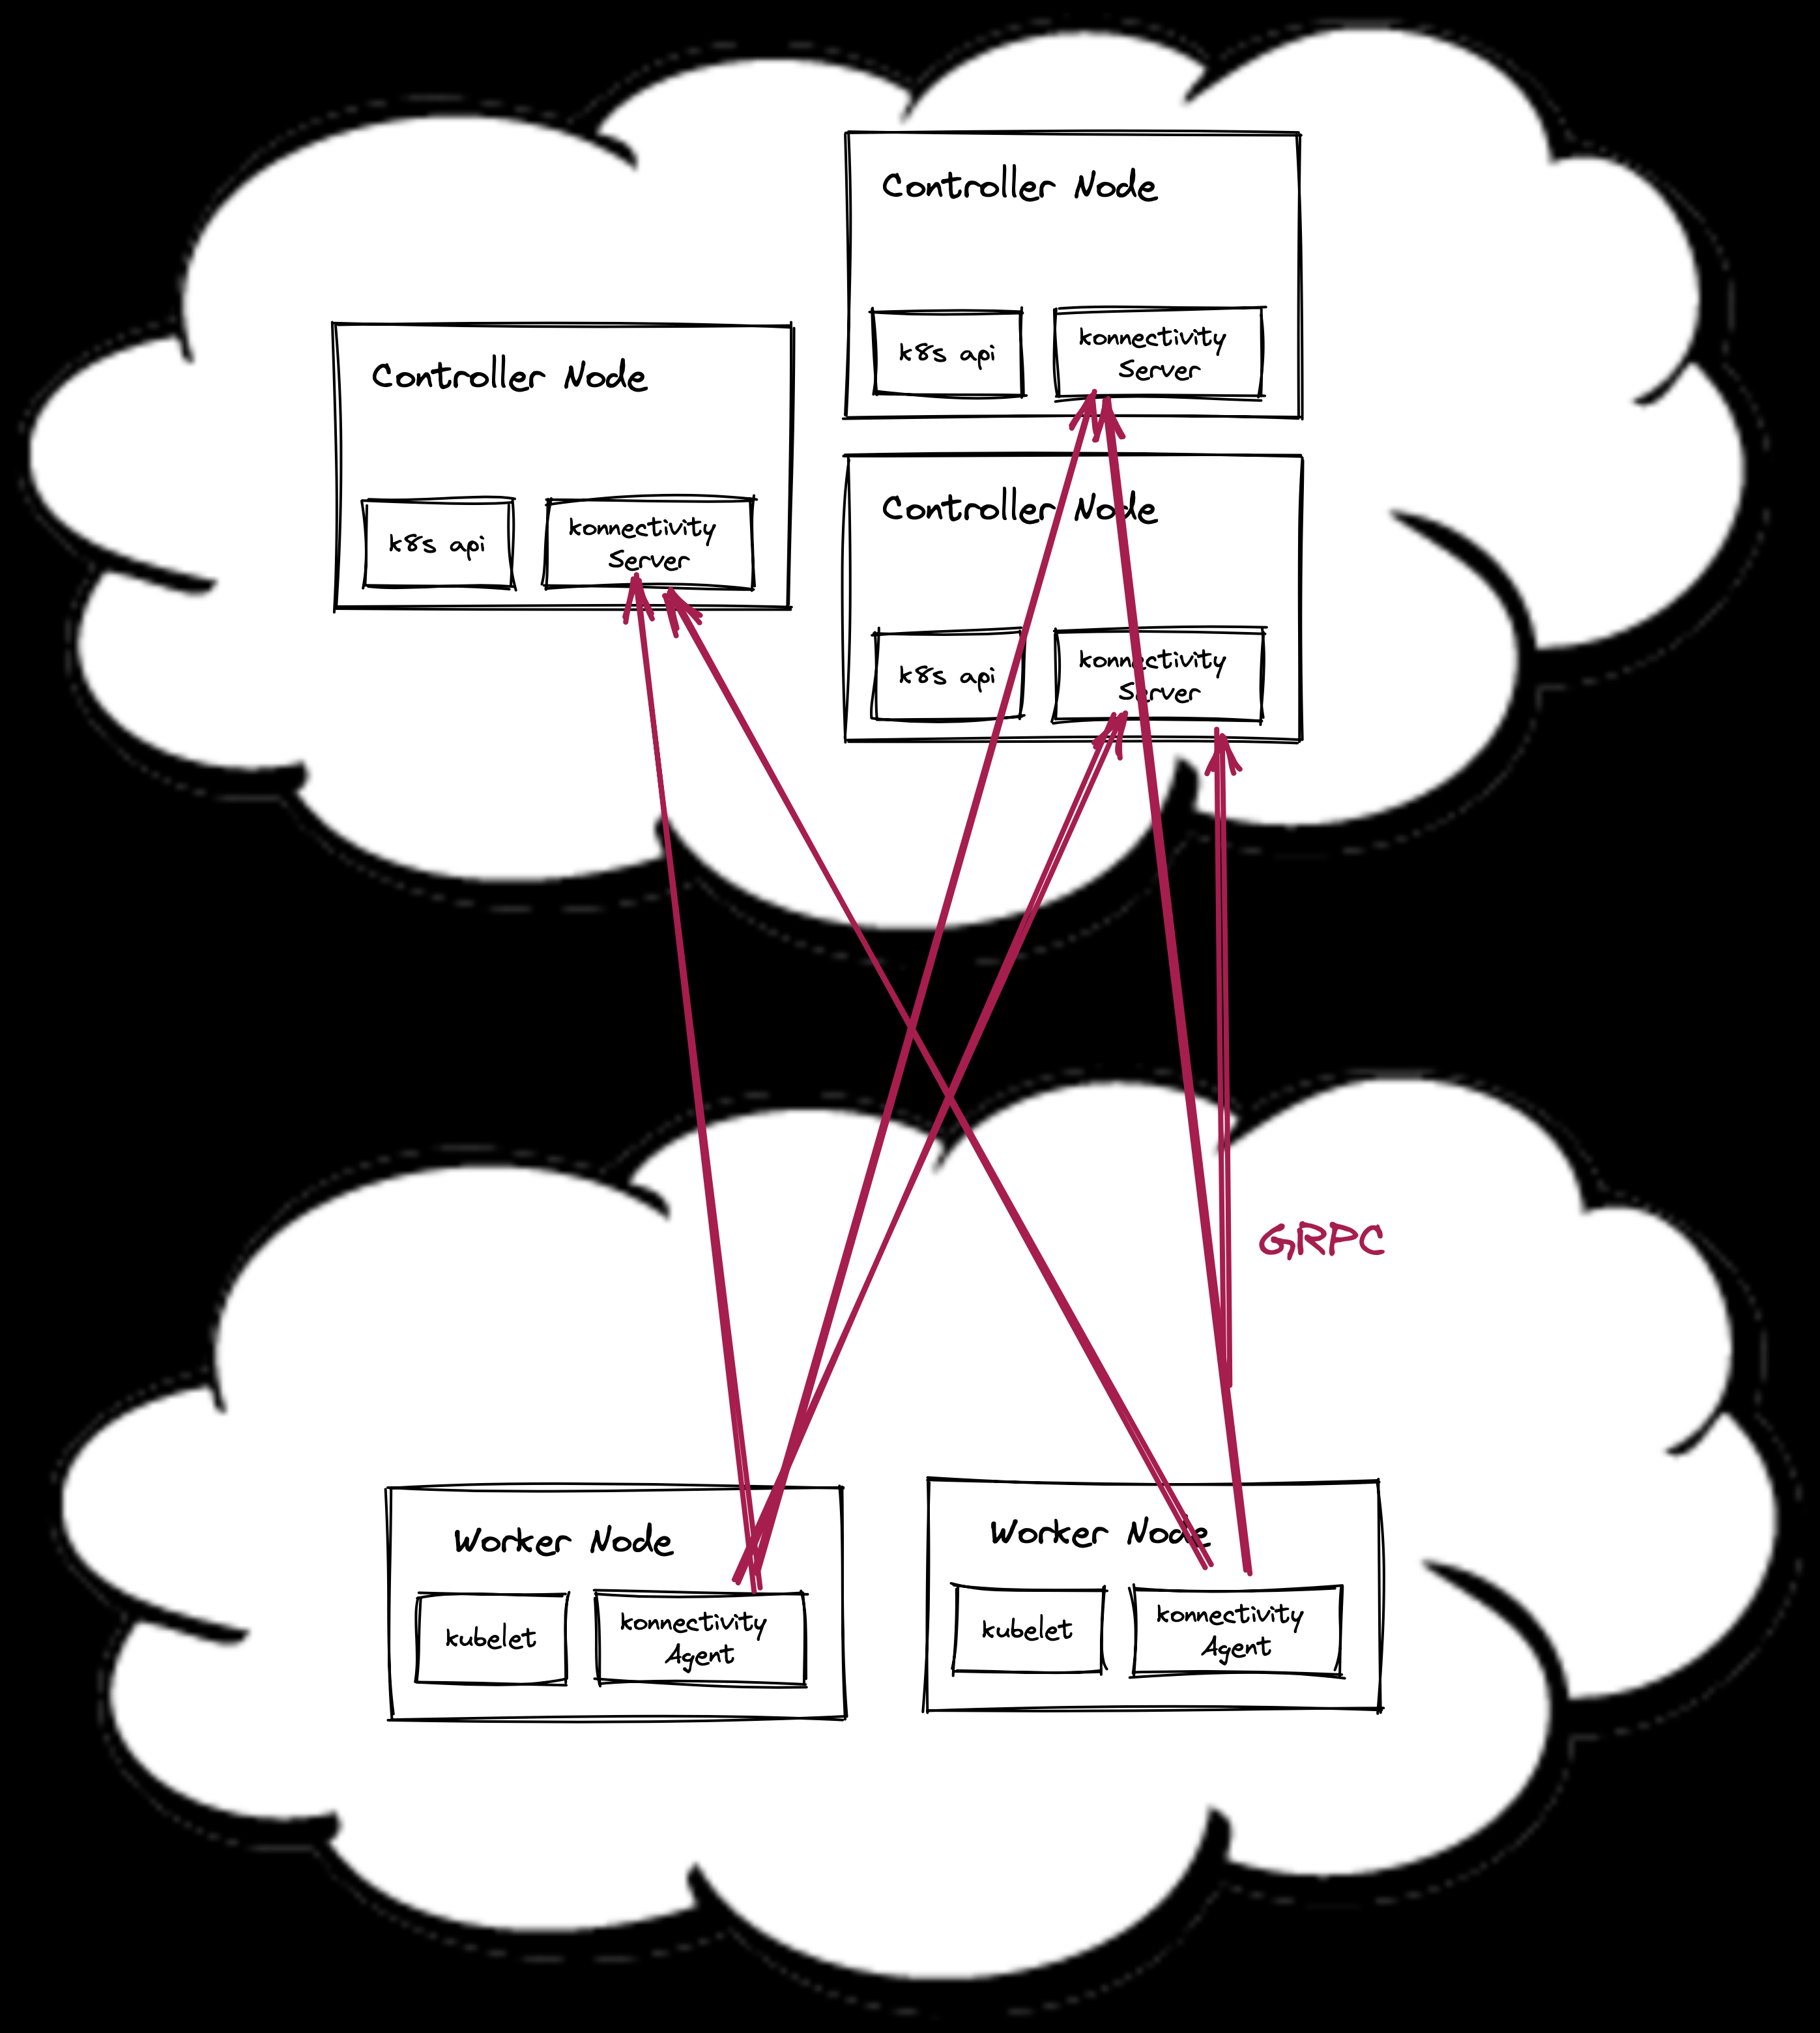 Controller Node
k8s api
konnectivity
Server
Controller Node
k8s api
konnectivity
Server
Controller Node
k8s api
konnectivity
Server
GRPC
Worker Node
kubelet
konnectivity
Agent
Worker Node
kubelet
konnectivity
Agent